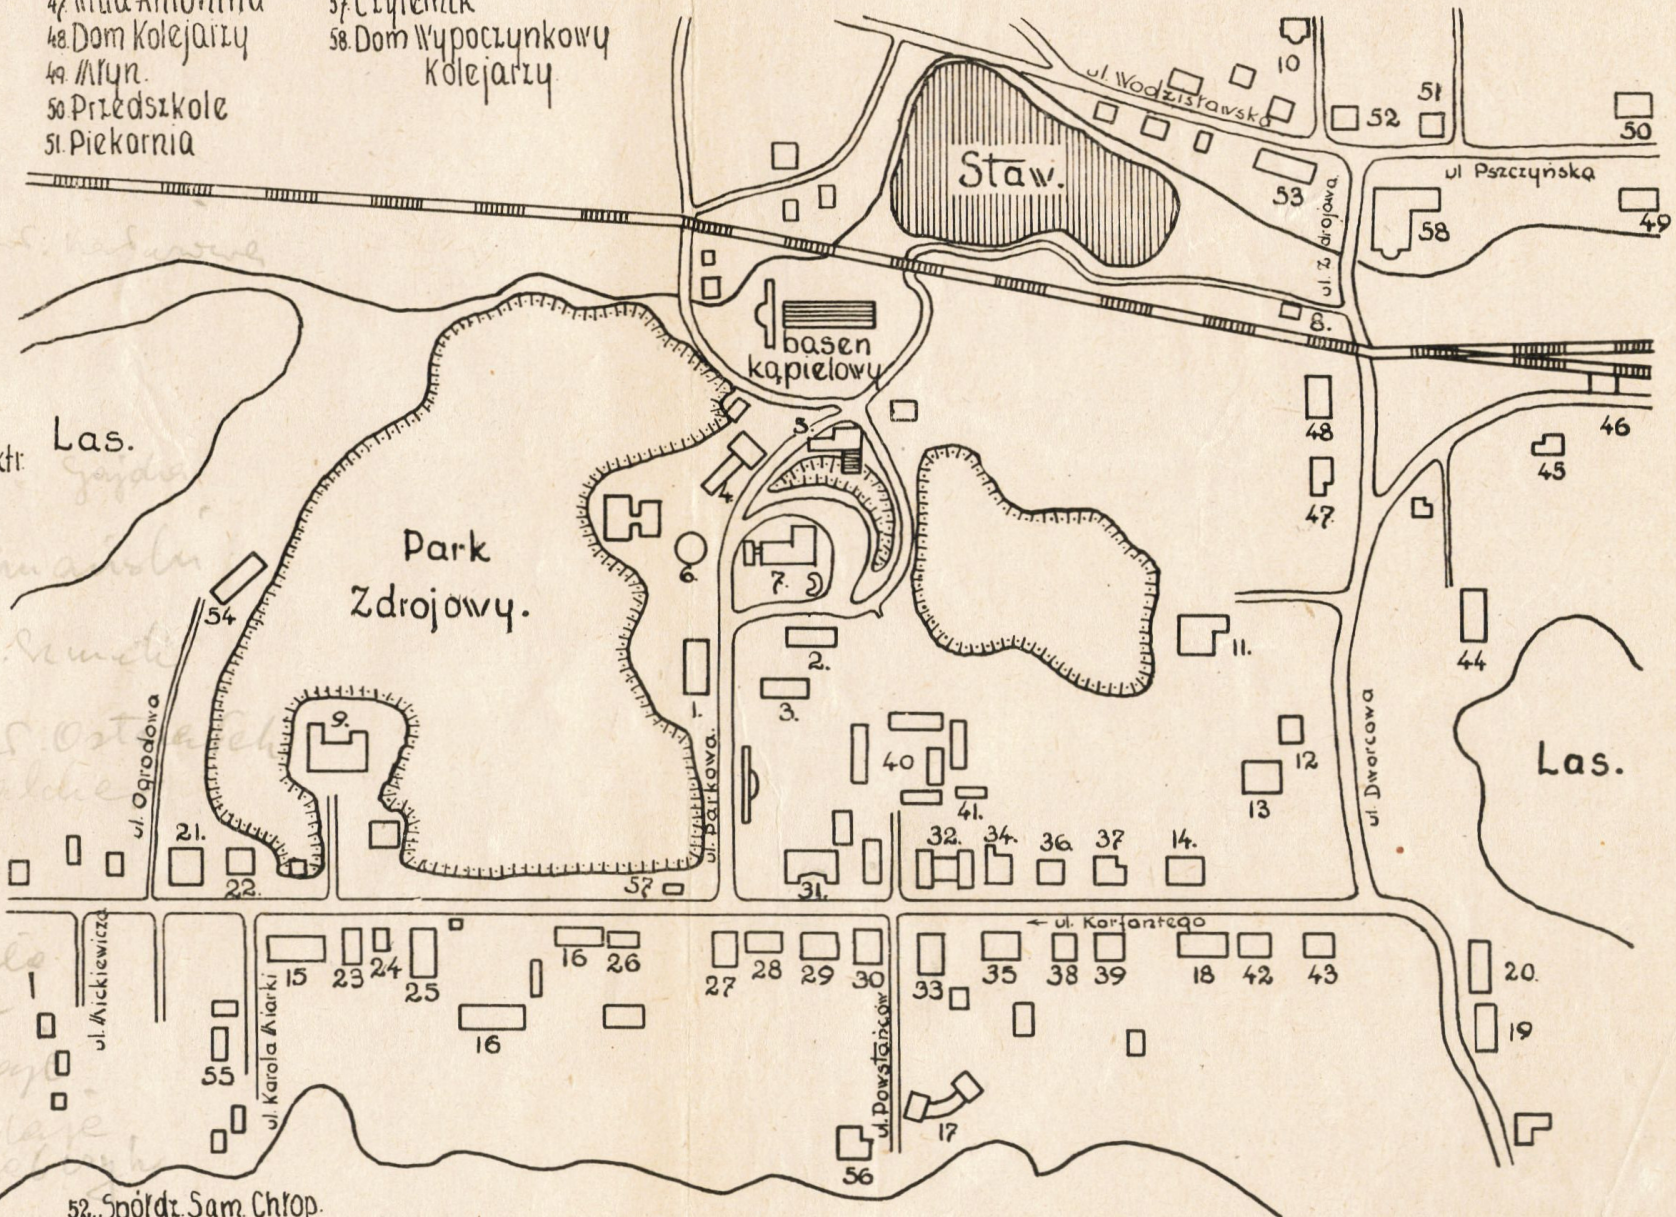 47. Willa Antonina
48. Dom Kolejarzy
49. Młyn.
50. Przedszkole
51. Piekarnia
57. Czytelnik
58. Dom Wypoczynkowy
Kolejarzy
10
ul. Wodzisławska
52
51
50
53
ul Pszczyńska
ul. Zdrojowa
58
49
Staw.
8.
basen
kąpielowy
Las.
48
46
45
47
5.
4.
6.
7.
Park
Zdrojowy.
54
2.
11.
44
1.
3.
9.
40
41.
12
13
Las.
ul. Ogrodowa
ul. Parkowa.
ul. Dworcowa
21.
22.
57
31.
32.
34.
36.
37
14.
← ul. Korfantego
ul. Mickiewicza
ul. Karola Miarki
ul. Powstańców
15
23
24
25
16
26
27
28
29
30
33
35
38
39
18
42
43
20.
19
16
55
17
56
52. Spółdz. Sam. Chłop.